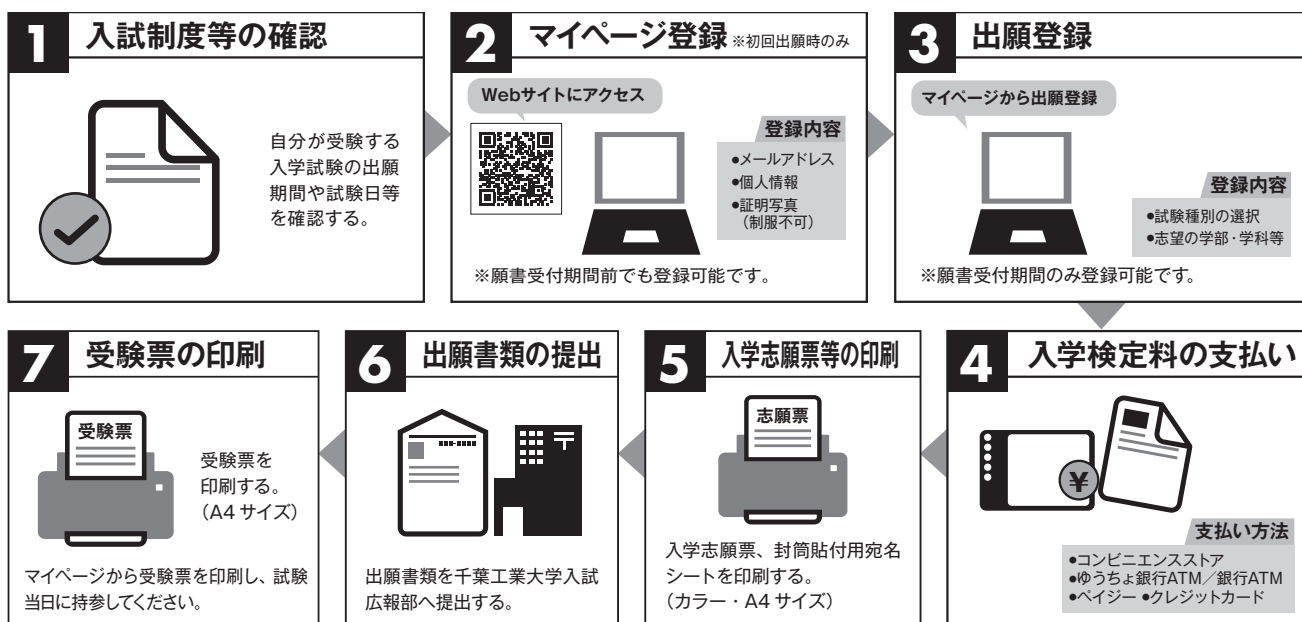 1 入試制度等の確認
自分が受験する
入学試験の出願
期間や試験日等
を確認する。
2 マイページ登録 ※初回出願時のみ
Webサイトにアクセス
登録内容
●メールアドレス
●個人情報
●証明写真
（制服不可）
※願書受付期間前でも登録可能です。
3 出願登録
マイページから出願登録
登録内容
●試験種別の選択
●志望の学部・学科等
※願書受付期間のみ登録可能です。
4 入学検定料の支払い
¥
支払い方法
●コンビニエンスストア
●ゆうちょ銀行ATM／銀行ATM
●ペイジー ●クレジットカード
5 入学志願票等の印刷
志願票
入学志願票、封筒貼付用宛名
シートを印刷する。
（カラー・A4 サイズ）
6 出願書類の提出
〒
出願書類を千葉工業大学入試
広報部へ提出する。
7 受験票の印刷
受験票
受験票を
印刷する。
（A4 サイズ）
マイページから受験票を印刷し、試験
当日に持参してください。